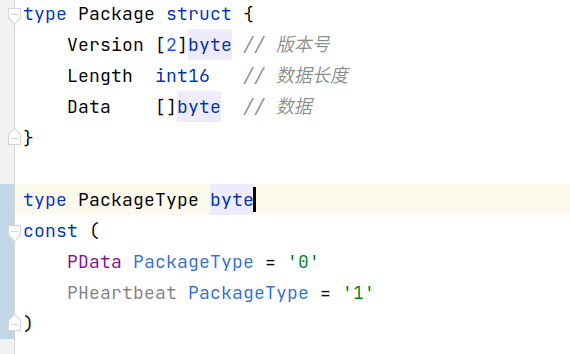 type Package struct {
    Version [2]byte // 版本号
    Length  int16   // 数据长度
    Data    []byte  // 数据
}
type PackageType byte
const (
    PData PackageType = '0'
    PHeartbeat PackageType = '1'
)